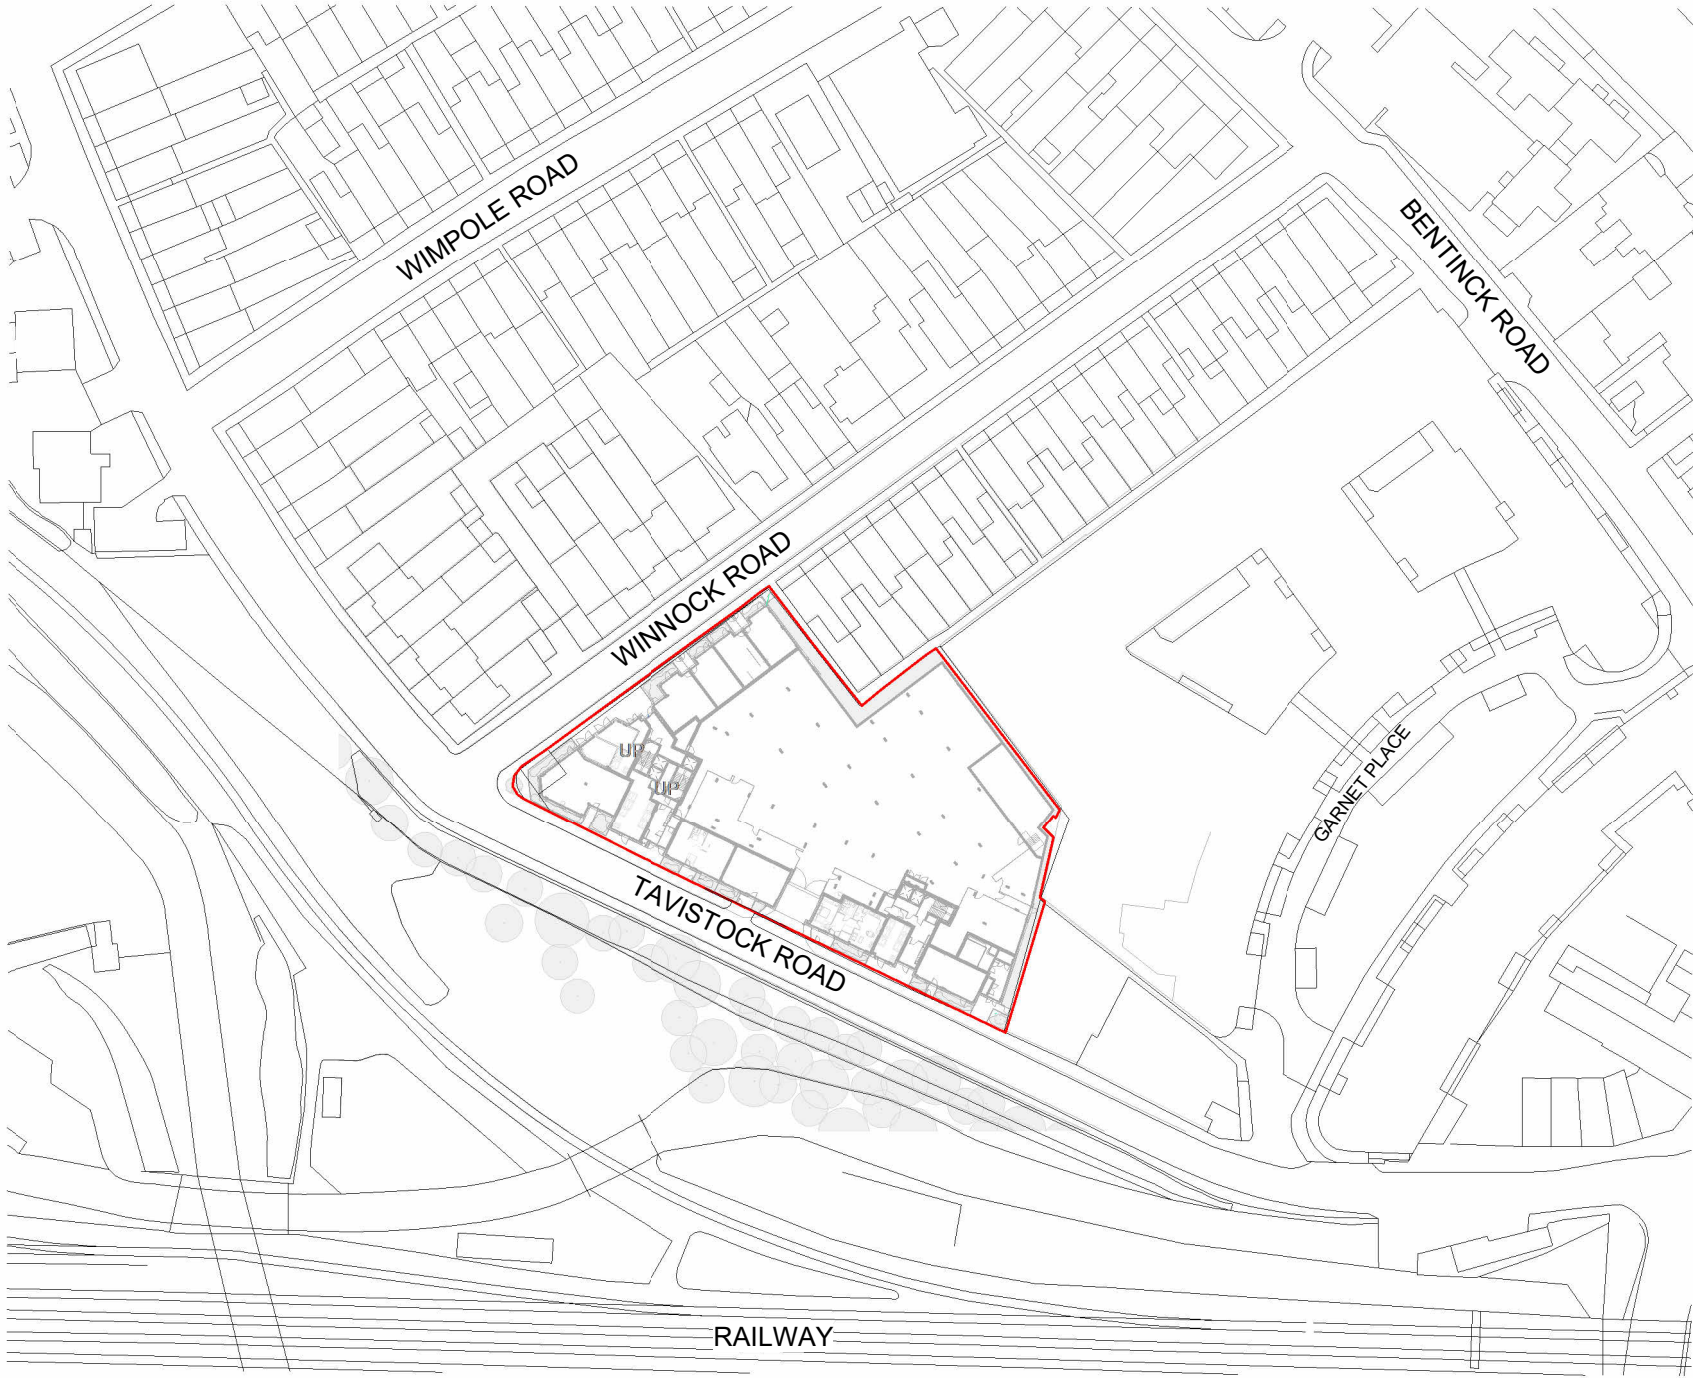 WIMPOLE ROAD
BENTINCK ROAD
WINNOCK ROAD
UP
UP
GARNET PLACE
TAVISTOCK ROAD
RAILWAY